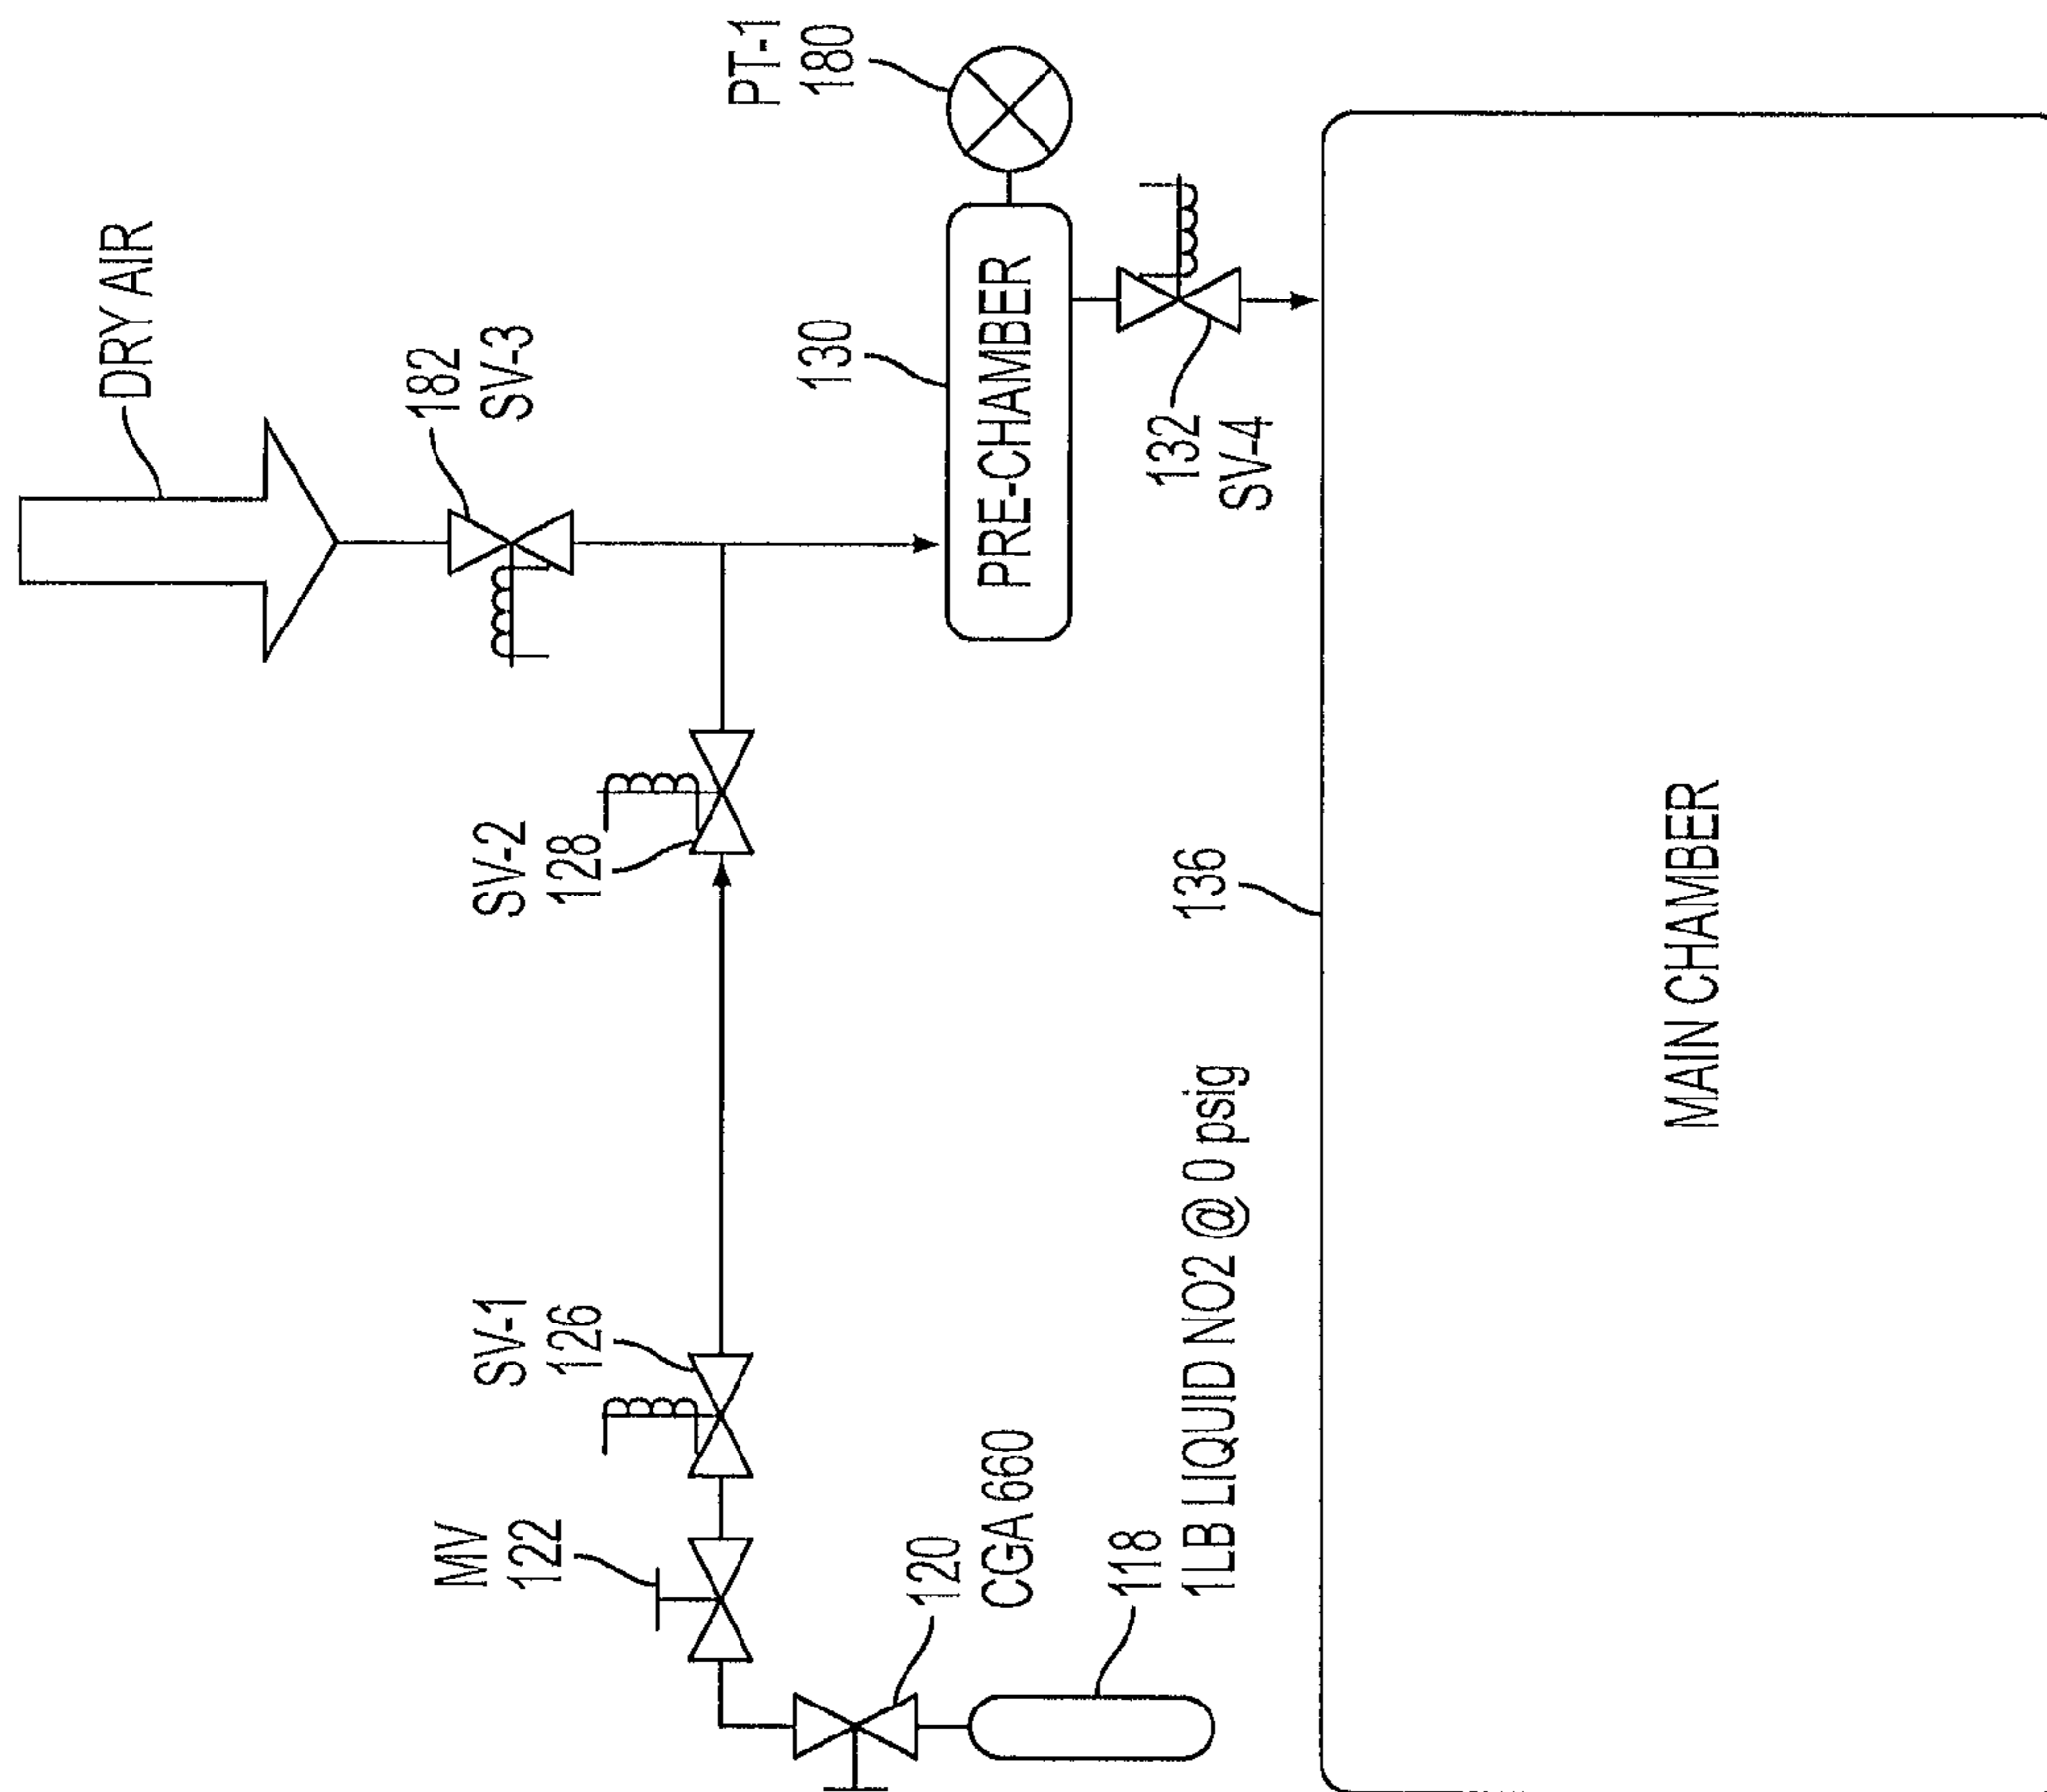 DRY AIR
182
SV-3
PT-1
180
130
PRE-CHAMBER
132
SV-4
SV-2
128
SV-1
126
MV
122
120
CGA 660
118
1LB LIQUID NO2 @ 0 psig
136
MAIN CHAMBER